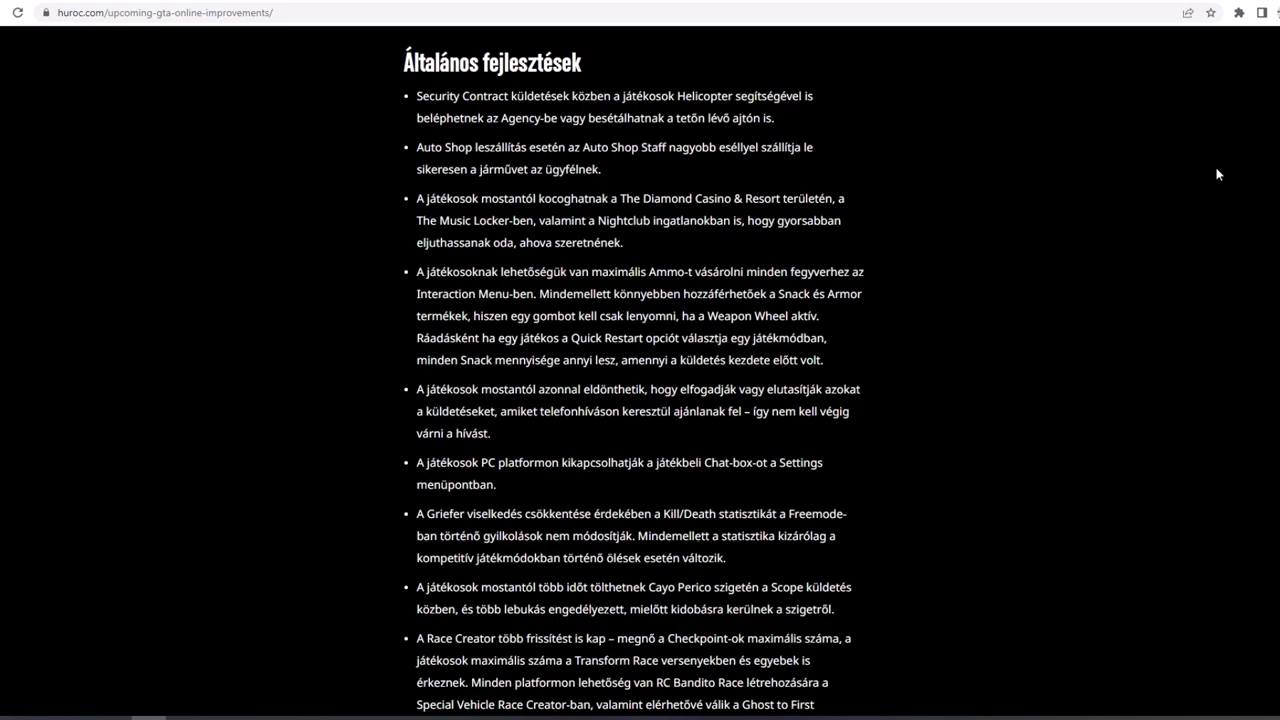 huroc.com/upcoming-gta-online-improvements/
Általános fejlesztések
• Security Contract küldetések közben a játékosok Helicopter segítségével is
beléphetnek az Agency-be vagy besétálhatnak a tetőn lévő ajtón is.
• Auto Shop leszállítás esetén az Auto Shop Staff nagyobb eséllyel szállítja le
sikeresen a járművet az ügyfélnek.
• A játékosok mostantól kocoghatnak a The Diamond Casino & Resort területén, a
The Music Locker-ben, valamint a Nightclub ingatlanokban is, hogy gyorsabban
eljuthassanak oda, ahova szeretnének.
• A játékosoknak lehetőségük van maximális Ammo-t vásárolni minden fegyverhez az
Interaction Menu-ben. Mindemellett könnyebben hozzáférhetőek a Snack és Armor
termékek, hiszen egy gombot kell csak lenyomni, ha a Weapon Wheel aktív.
Ráadásként ha egy játékos a Quick Restart opciót választja egy játékmódban,
minden Snack mennyisége annyi lesz, amennyi a küldetés kezdete előtt volt.
• A játékosok mostantól azonnal eldönthetik, hogy elfogadják vagy elutasítják azokat
a küldetéseket, amiket telefonhíváson keresztül ajánlanak fel – így nem kell végig
várni a hívást.
• A játékosok PC platformon kikapcsolhatják a játékbeli Chat-box-ot a Settings
menüpontban.
• A Griefer viselkedés csökkentése érdekében a Kill/Death statisztikát a Freemode-
ban történő gyilkolások nem módosítják. Mindemellett a statisztika kizárólag a
kompetitív játékmódokban történő ölések esetén változik.
• A játékosok mostantól több időt tölthetnek Cayo Perico szigetén a Scope küldetés
közben, és több lebukás engedélyezett, mielőtt kidobásra kerülnek a szigetről.
• A Race Creator több frissítést is kap – megnő a Checkpoint-ok maximális száma, a
játékosok maximális száma a Transform Race versenyekben és egyebek is
érkeznek. Minden platformon lehetőség van RC Bandito Race létrehozására a
Special Vehicle Race Creator-ban, valamint elérhetővé válik a Ghost to First